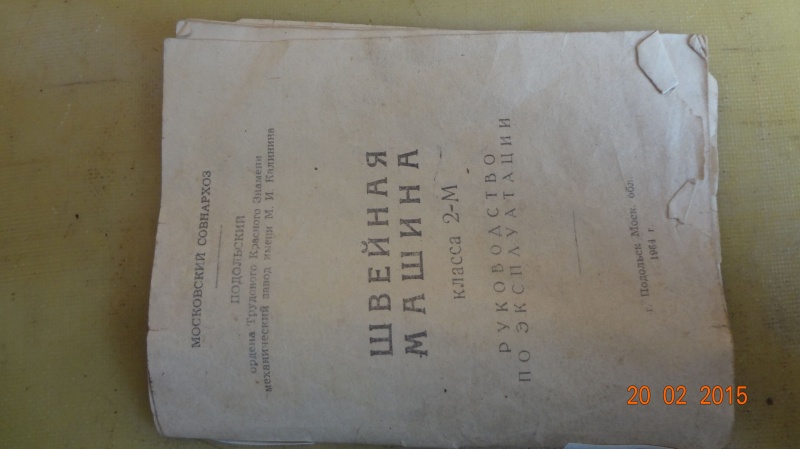 МОСКОВСКИЙ СОВНАРХОЗ
ПОДОЛЬСКИЙ
ордена Трудового Красного Знамени
механический завод имени М. И. Калинина
ШВЕЙНАЯ
МАШИНА
класса 2-М
РУКОВОДСТВО
ПО ЭКСПЛУАТАЦИИ
г. Подольск Моск. обл.
1964 г.
20 02 2015